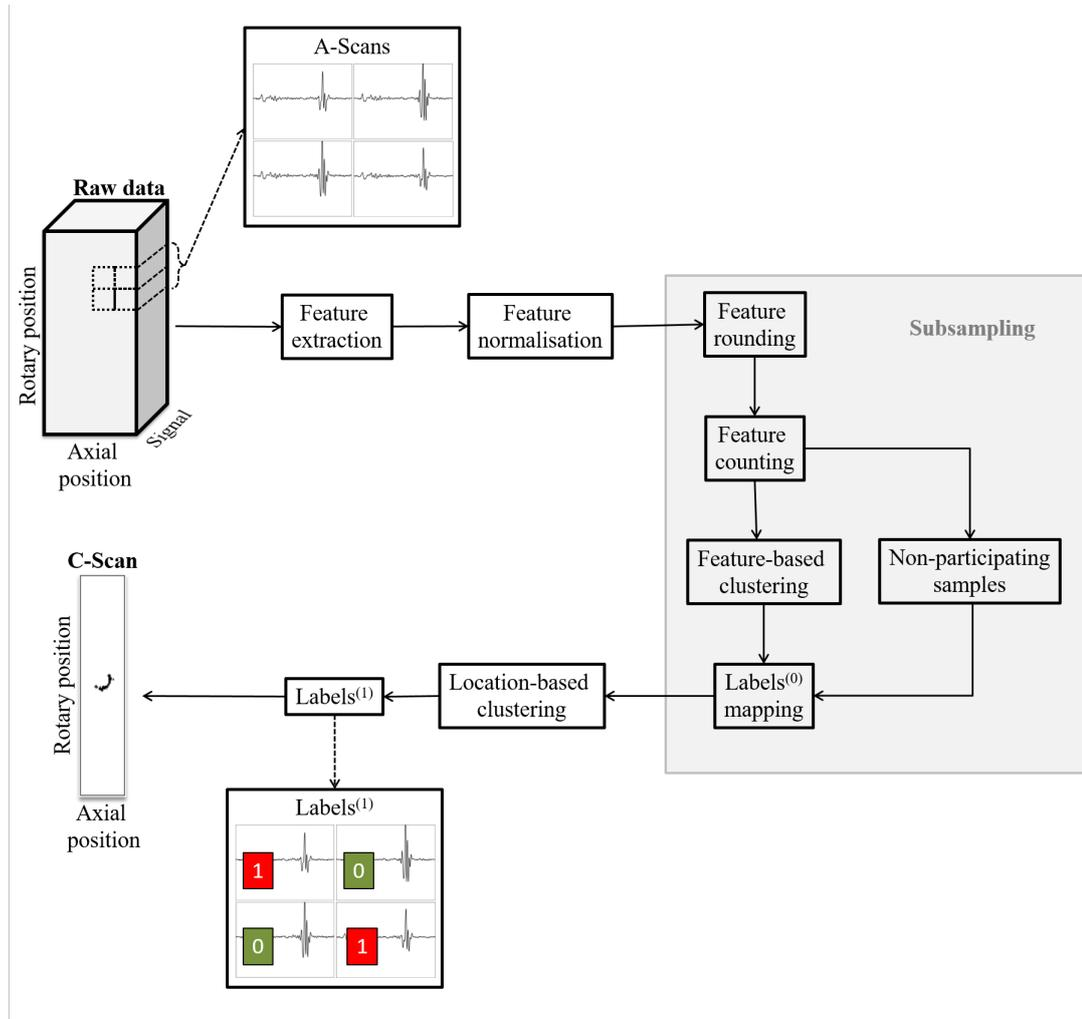 A-Scans
Raw data
Rotary position
Axial
position
Signal
Feature
extraction
Feature
normalisation
Subsampling
Feature
rounding
Feature
counting
Feature-based
clustering
Non-participating
samples
Labels⁽⁰⁾
mapping
Location-based
clustering
Labels⁽¹⁾
C-Scan
Rotary position
Axial
position
Labels⁽¹⁾
1
0
0
1